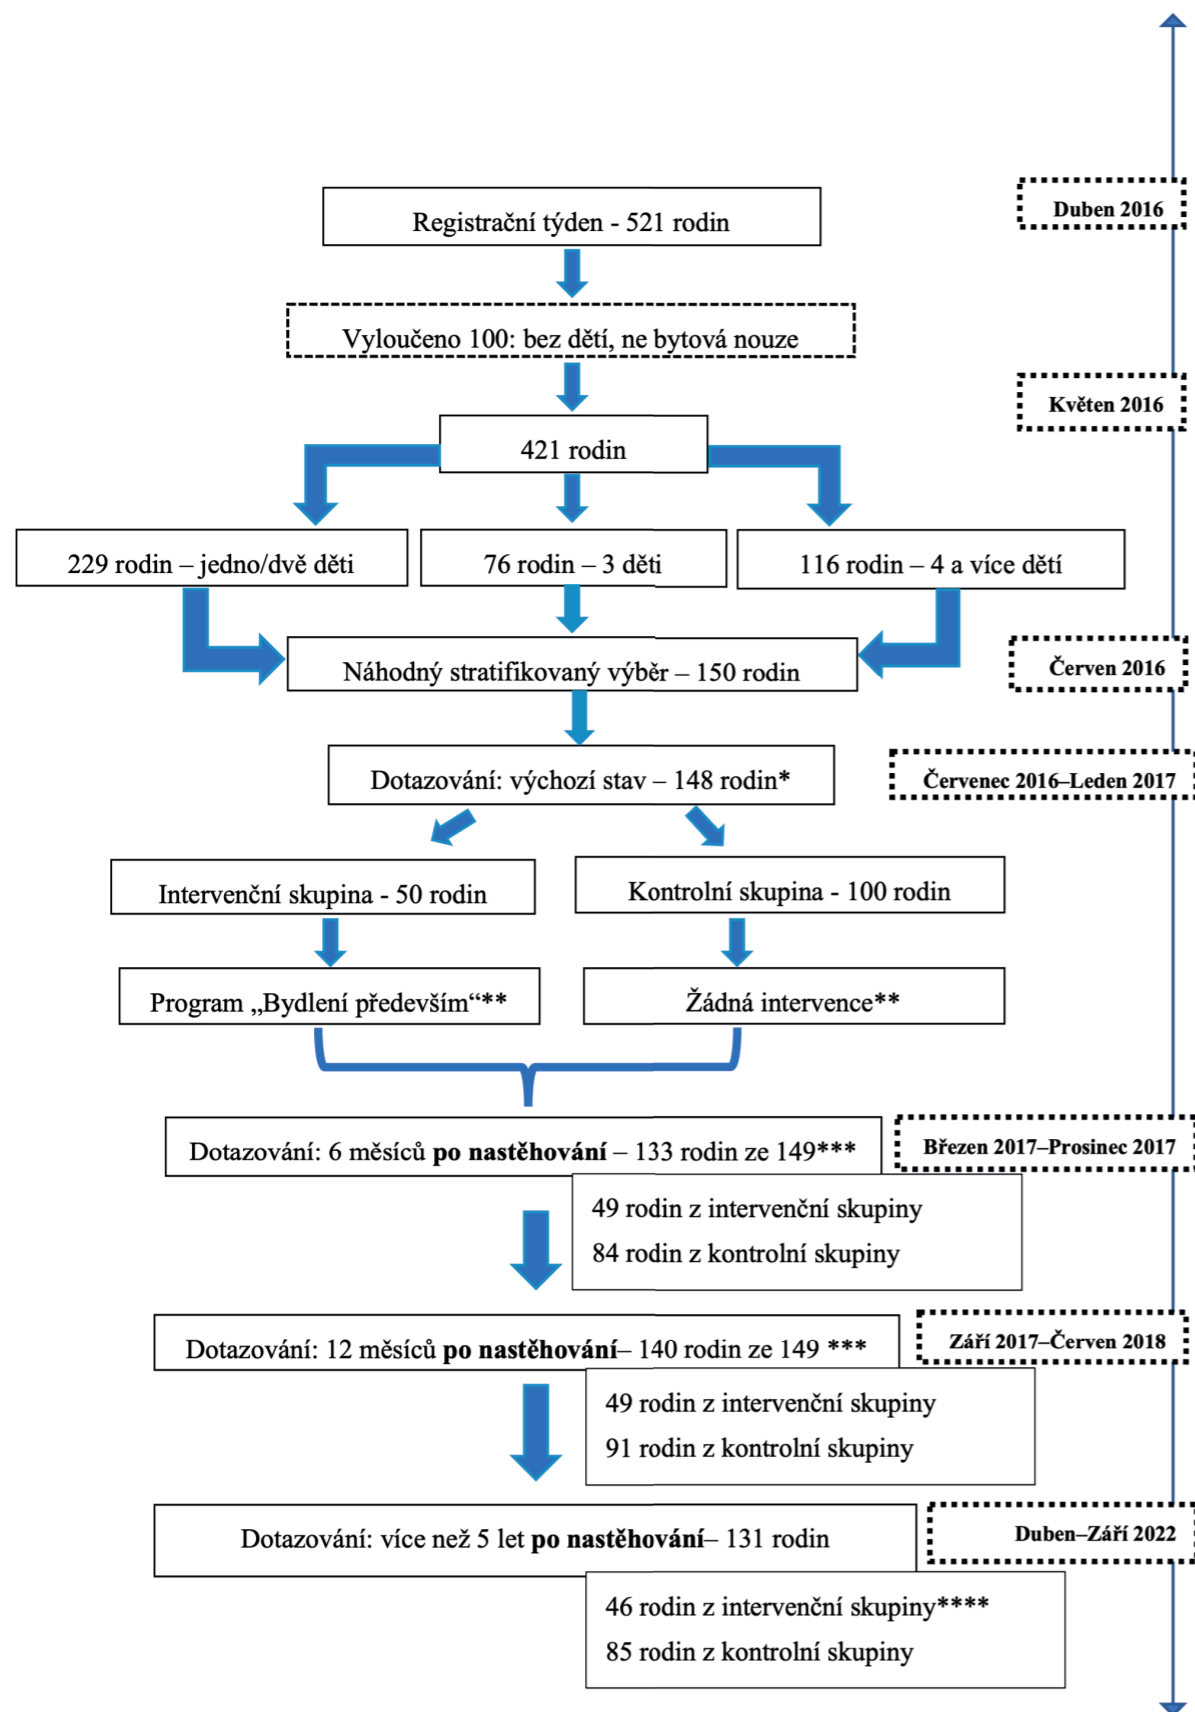 Duben 2016
Registrační týden - 521 rodin
Vyloučeno 100: bez dětí, ne bytová nouze
Květen 2016
421 rodin
229 rodin – jedno/dvě děti
76 rodin – 3 děti
116 rodin – 4 a více dětí
Náhodný stratifikovaný výběr – 150 rodin
Červen 2016
Dotazování: výchozí stav – 148 rodin*
Červenec 2016–Leden 2017
Intervenční skupina - 50 rodin
Kontrolní skupina - 100 rodin
Program „Bydlení především“**
Žádná intervence**
Dotazování: 6 měsíců po nastěhování – 133 rodin ze 149***
Březen 2017–Prosinec 2017
49 rodin z intervenční skupiny
84 rodin z kontrolní skupiny
Dotazování: 12 měsíců po nastěhování– 140 rodin ze 149 ***
Září 2017–Červen 2018
49 rodin z intervenční skupiny
91 rodin z kontrolní skupiny
Dotazování: více než 5 let po nastěhování– 131 rodin
Duben–Září 2022
46 rodin z intervenční skupiny****
85 rodin z kontrolní skupiny